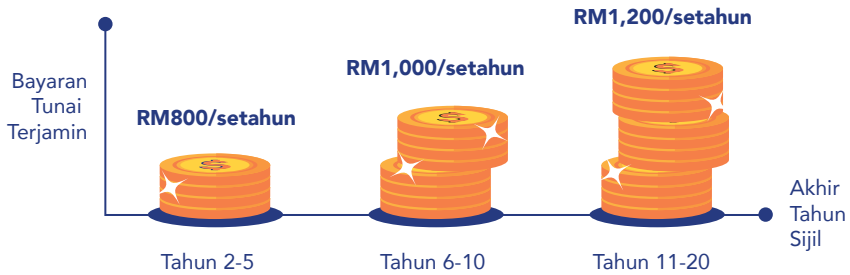 RM1,200/setahun
RM1,000/setahun
RM800/setahun
Bayaran
Tunai
Terjamin
Tahun 2-5
Tahun 6-10
Tahun 11-20
Akhir
Tahun
Sijil